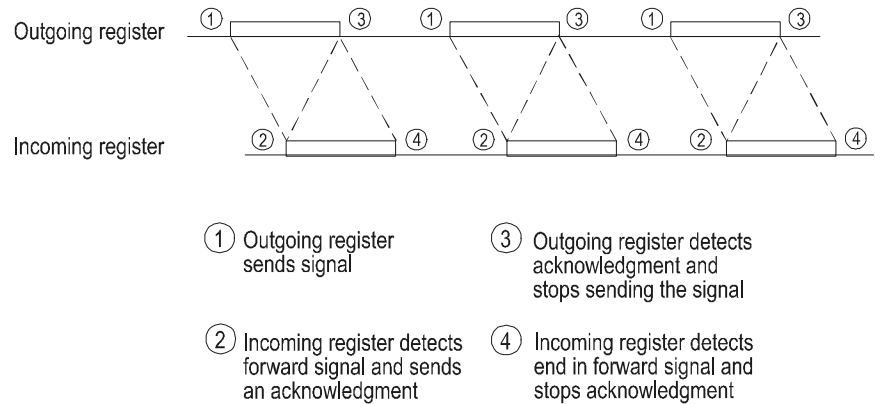 ① ③ ① ③ ① ③
Outgoing register
② ④ ② ④ ② ④
Incoming register
① Outgoing register
sends signal
③ Outgoing register detects
acknowledgment and
stops sending the signal
② Incoming register detects
forward signal and sends
an acknowledgment
④ Incoming register detects
end in forward signal and
stops acknowledgment